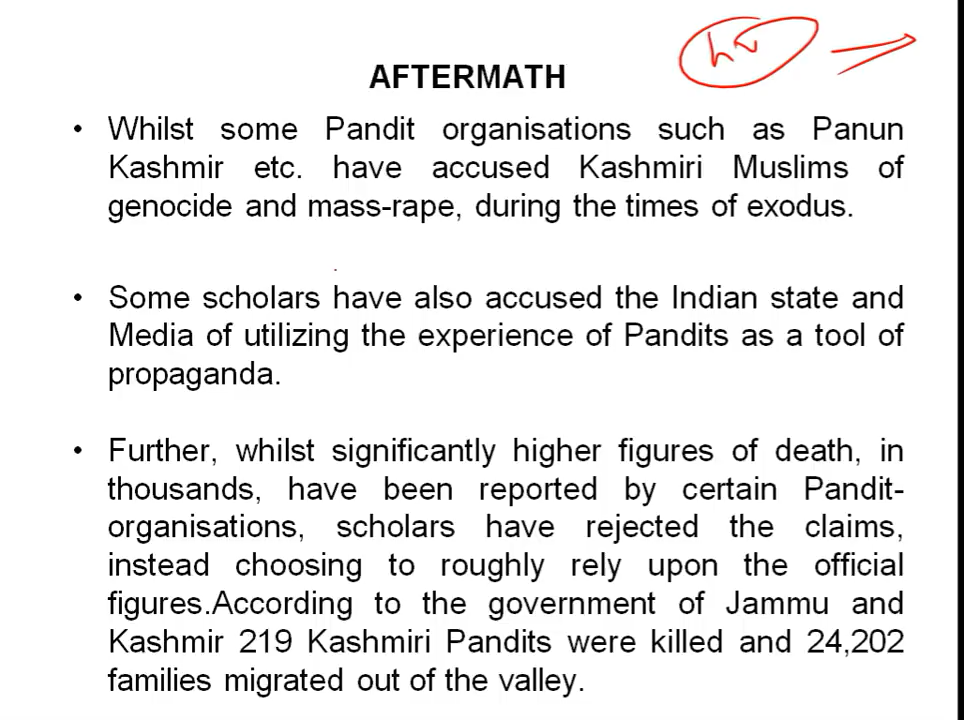 AFTERMATH
• Whilst some Pandit organisations such as Panun
Kashmir etc. have accused Kashmiri Muslims of
genocide and mass-rape, during the times of exodus.
• Some scholars have also accused the Indian state and
Media of utilizing the experience of Pandits as a tool of
propaganda.
• Further, whilst significantly higher figures of death, in
thousands, have been reported by certain Pandit-
organisations, scholars have rejected the claims,
instead choosing to roughly rely upon the official
figures.According to the government of Jammu and
Kashmir 219 Kashmiri Pandits were killed and 24,202
families migrated out of the valley.